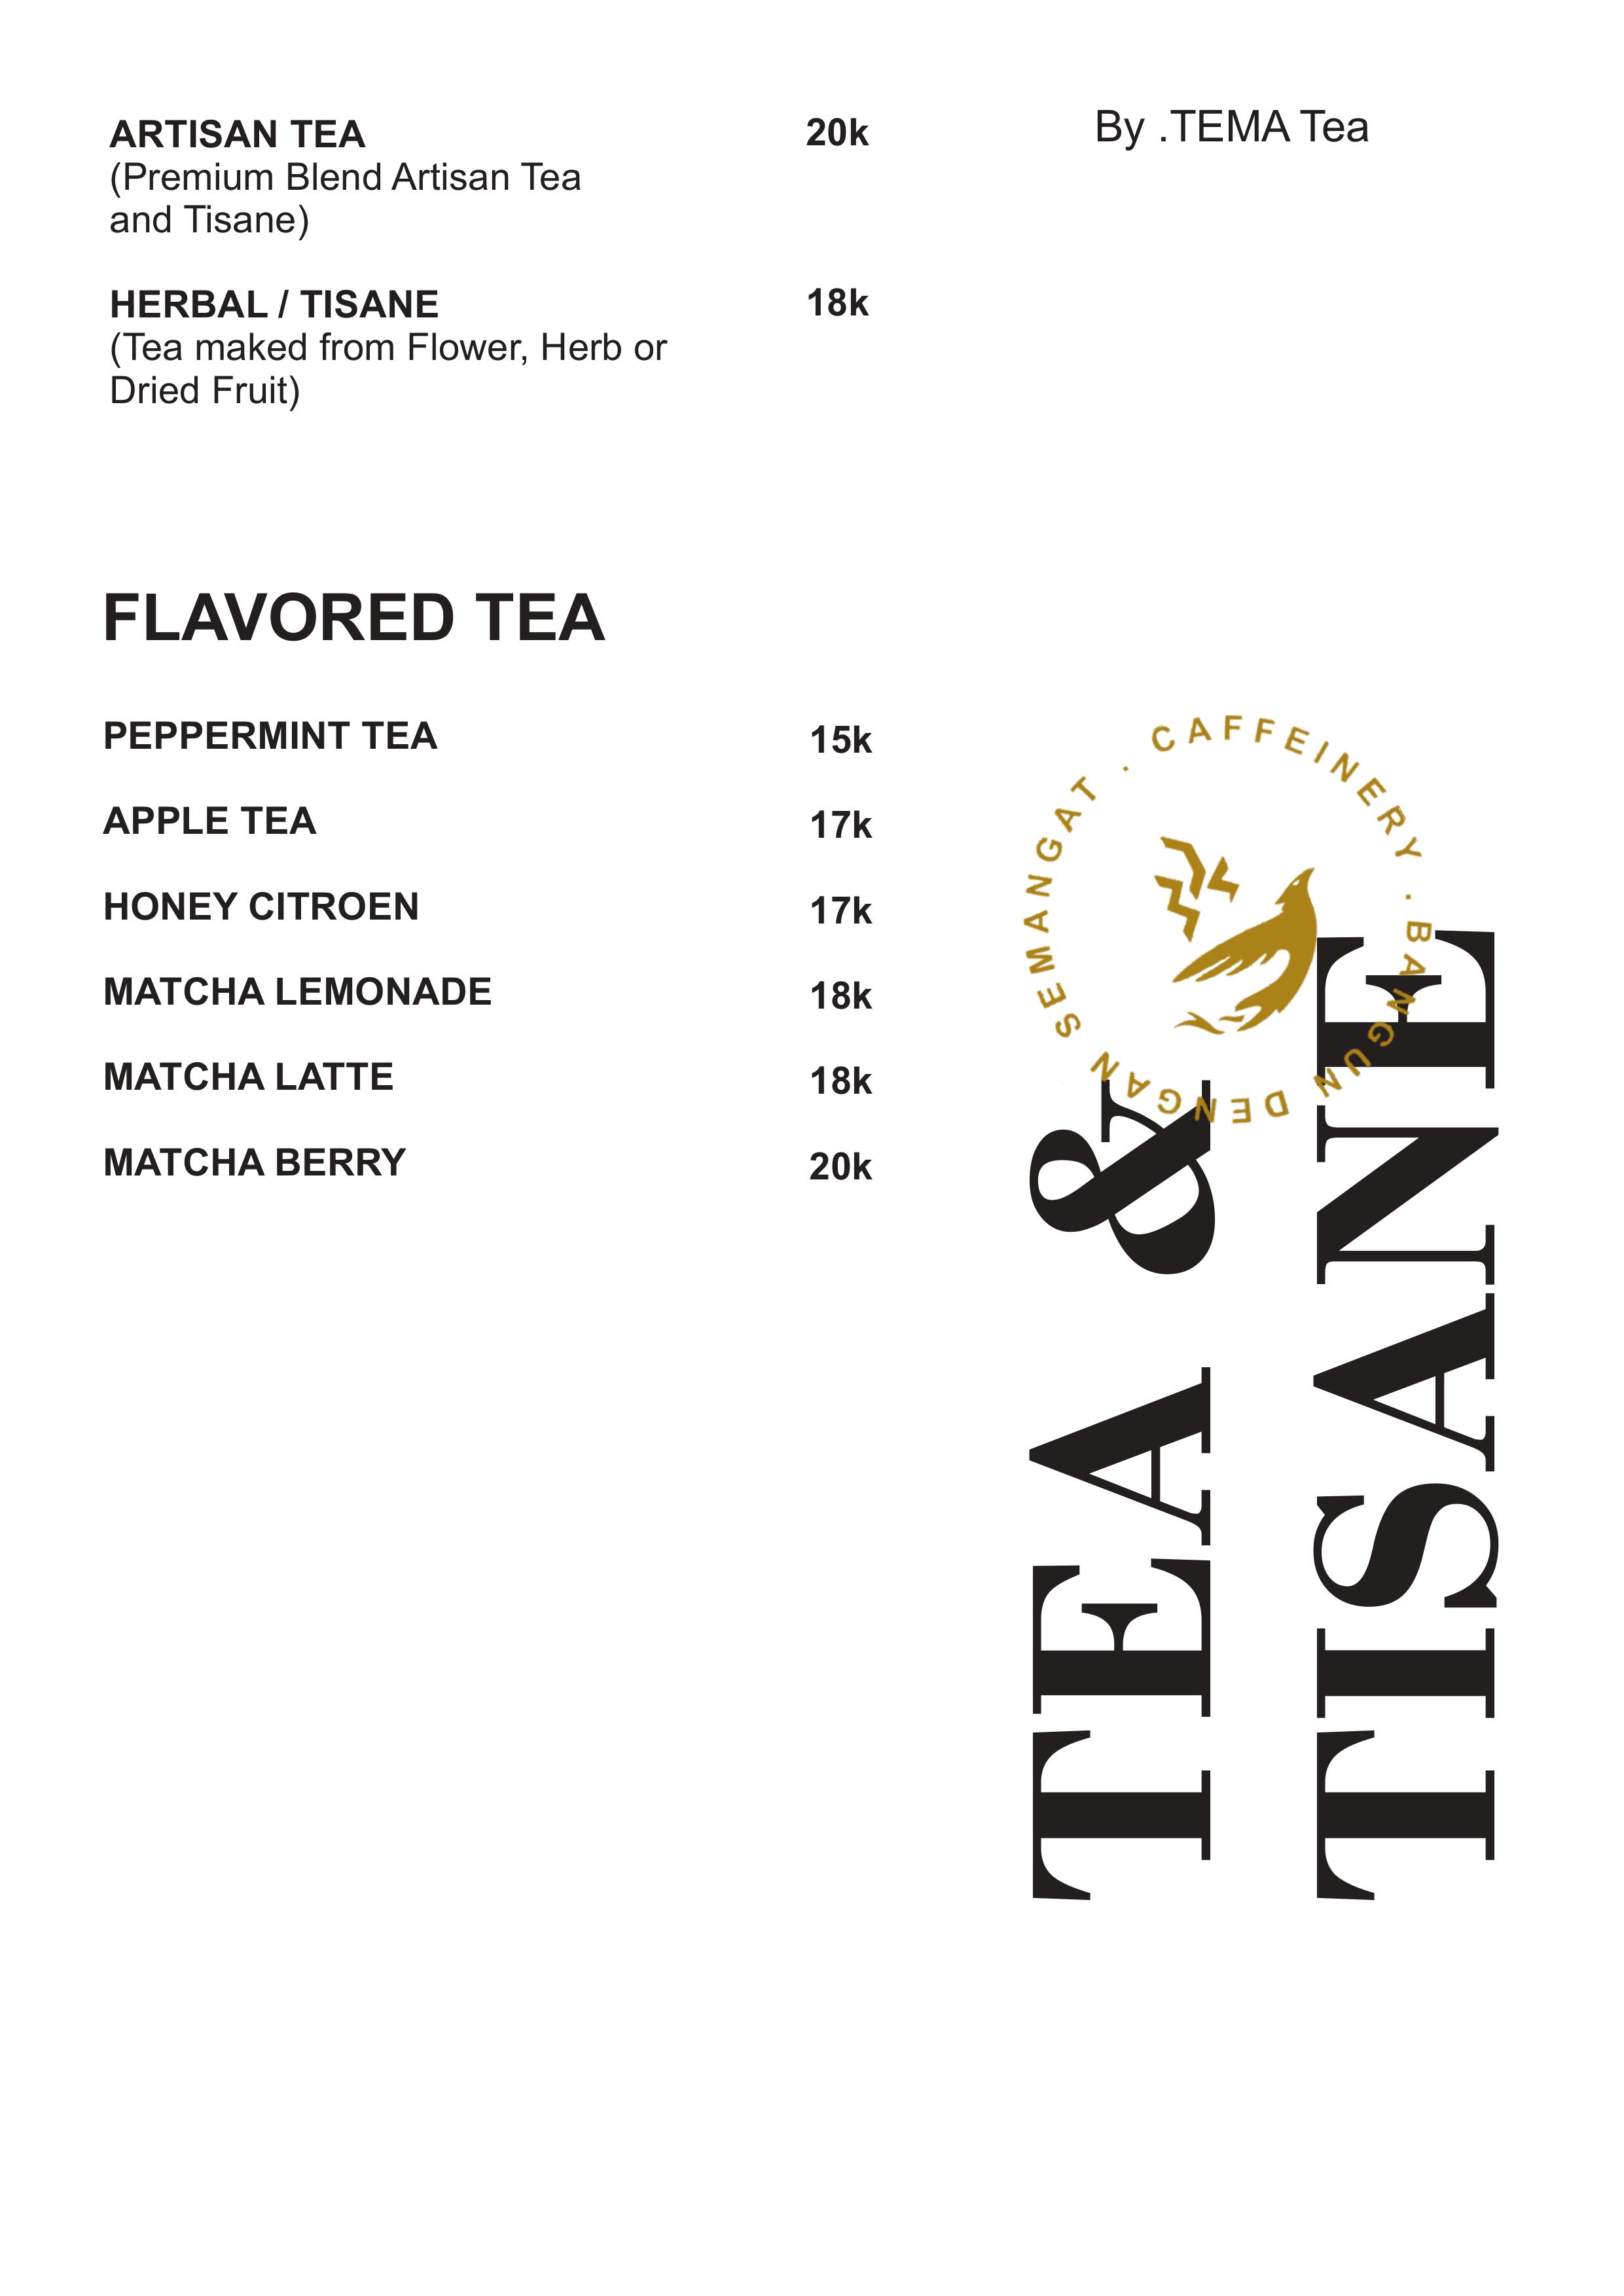 ARTISAN TEA 20k
(Premium Blend Artisan Tea
and Tisane)
HERBAL / TISANE 18k
(Tea maked from Flower, Herb or
Dried Fruit)
By .TEMA Tea
FLAVORED TEA
PEPPERMINT TEA 15k
APPLE TEA 17k
HONEY CITROEN 17k
MATCHA LEMONADE 18k
MATCHA LATTE 18k
MATCHA BERRY 20k
CAFFEINERY . BANGUN DENGAN SEMANGAT .
TEA &
TISANE